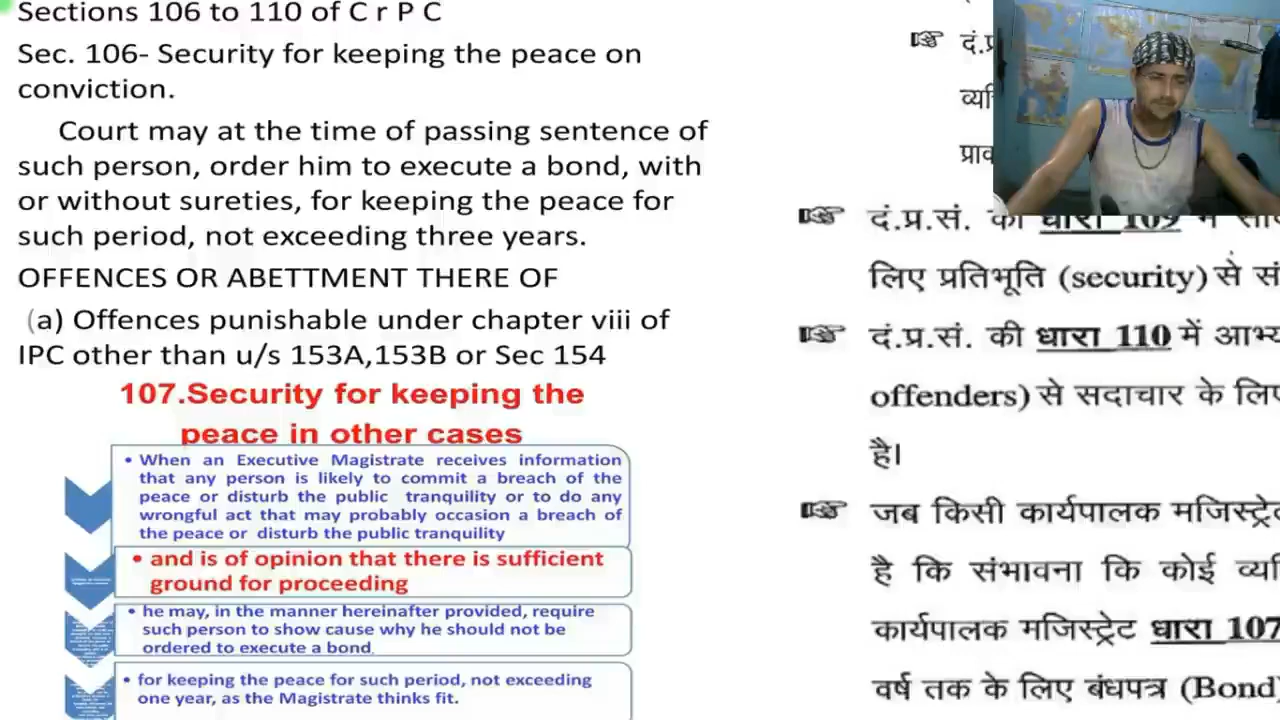 Sections 106 to 110 of C r P C
Sec. 106- Security for keeping the peace on
conviction.
Court may at the time of passing sentence of
such person, order him to execute a bond, with
or without sureties, for keeping the peace for
such period, not exceeding three years.
OFFENCES OR ABETTMENT THERE OF
(a) Offences punishable under chapter viii of
IPC other than u/s 153A,153B or Sec 154
107.Security for keeping the
peace in other cases
• When an Executive Magistrate receives information
that any person is likely to commit a breach of the
peace or disturb the public tranquility or to do any
wrongful act that may probably occasion a breach of
the peace or disturb the public tranquility
• and is of opinion that there is sufficient
ground for proceeding
• he may, in the manner hereinafter provided, require
such person to show cause why he should not be
ordered to execute a bond.
• for keeping the peace for such period, not exceeding
one year, as the Magistrate thinks fit.
दं.प्र.सं. की धारा 109 में
लिए प्रतिभूति (security) से
दं.प्र.सं. की धारा 110 में
offenders) से सदाचार के
है।
जब किसी कार्यपालक
है कि संभावना कि कोई
कार्यपालक मजिस्ट्रेट धारा 107
वर्ष तक के लिए बंधपत्र (Bond)